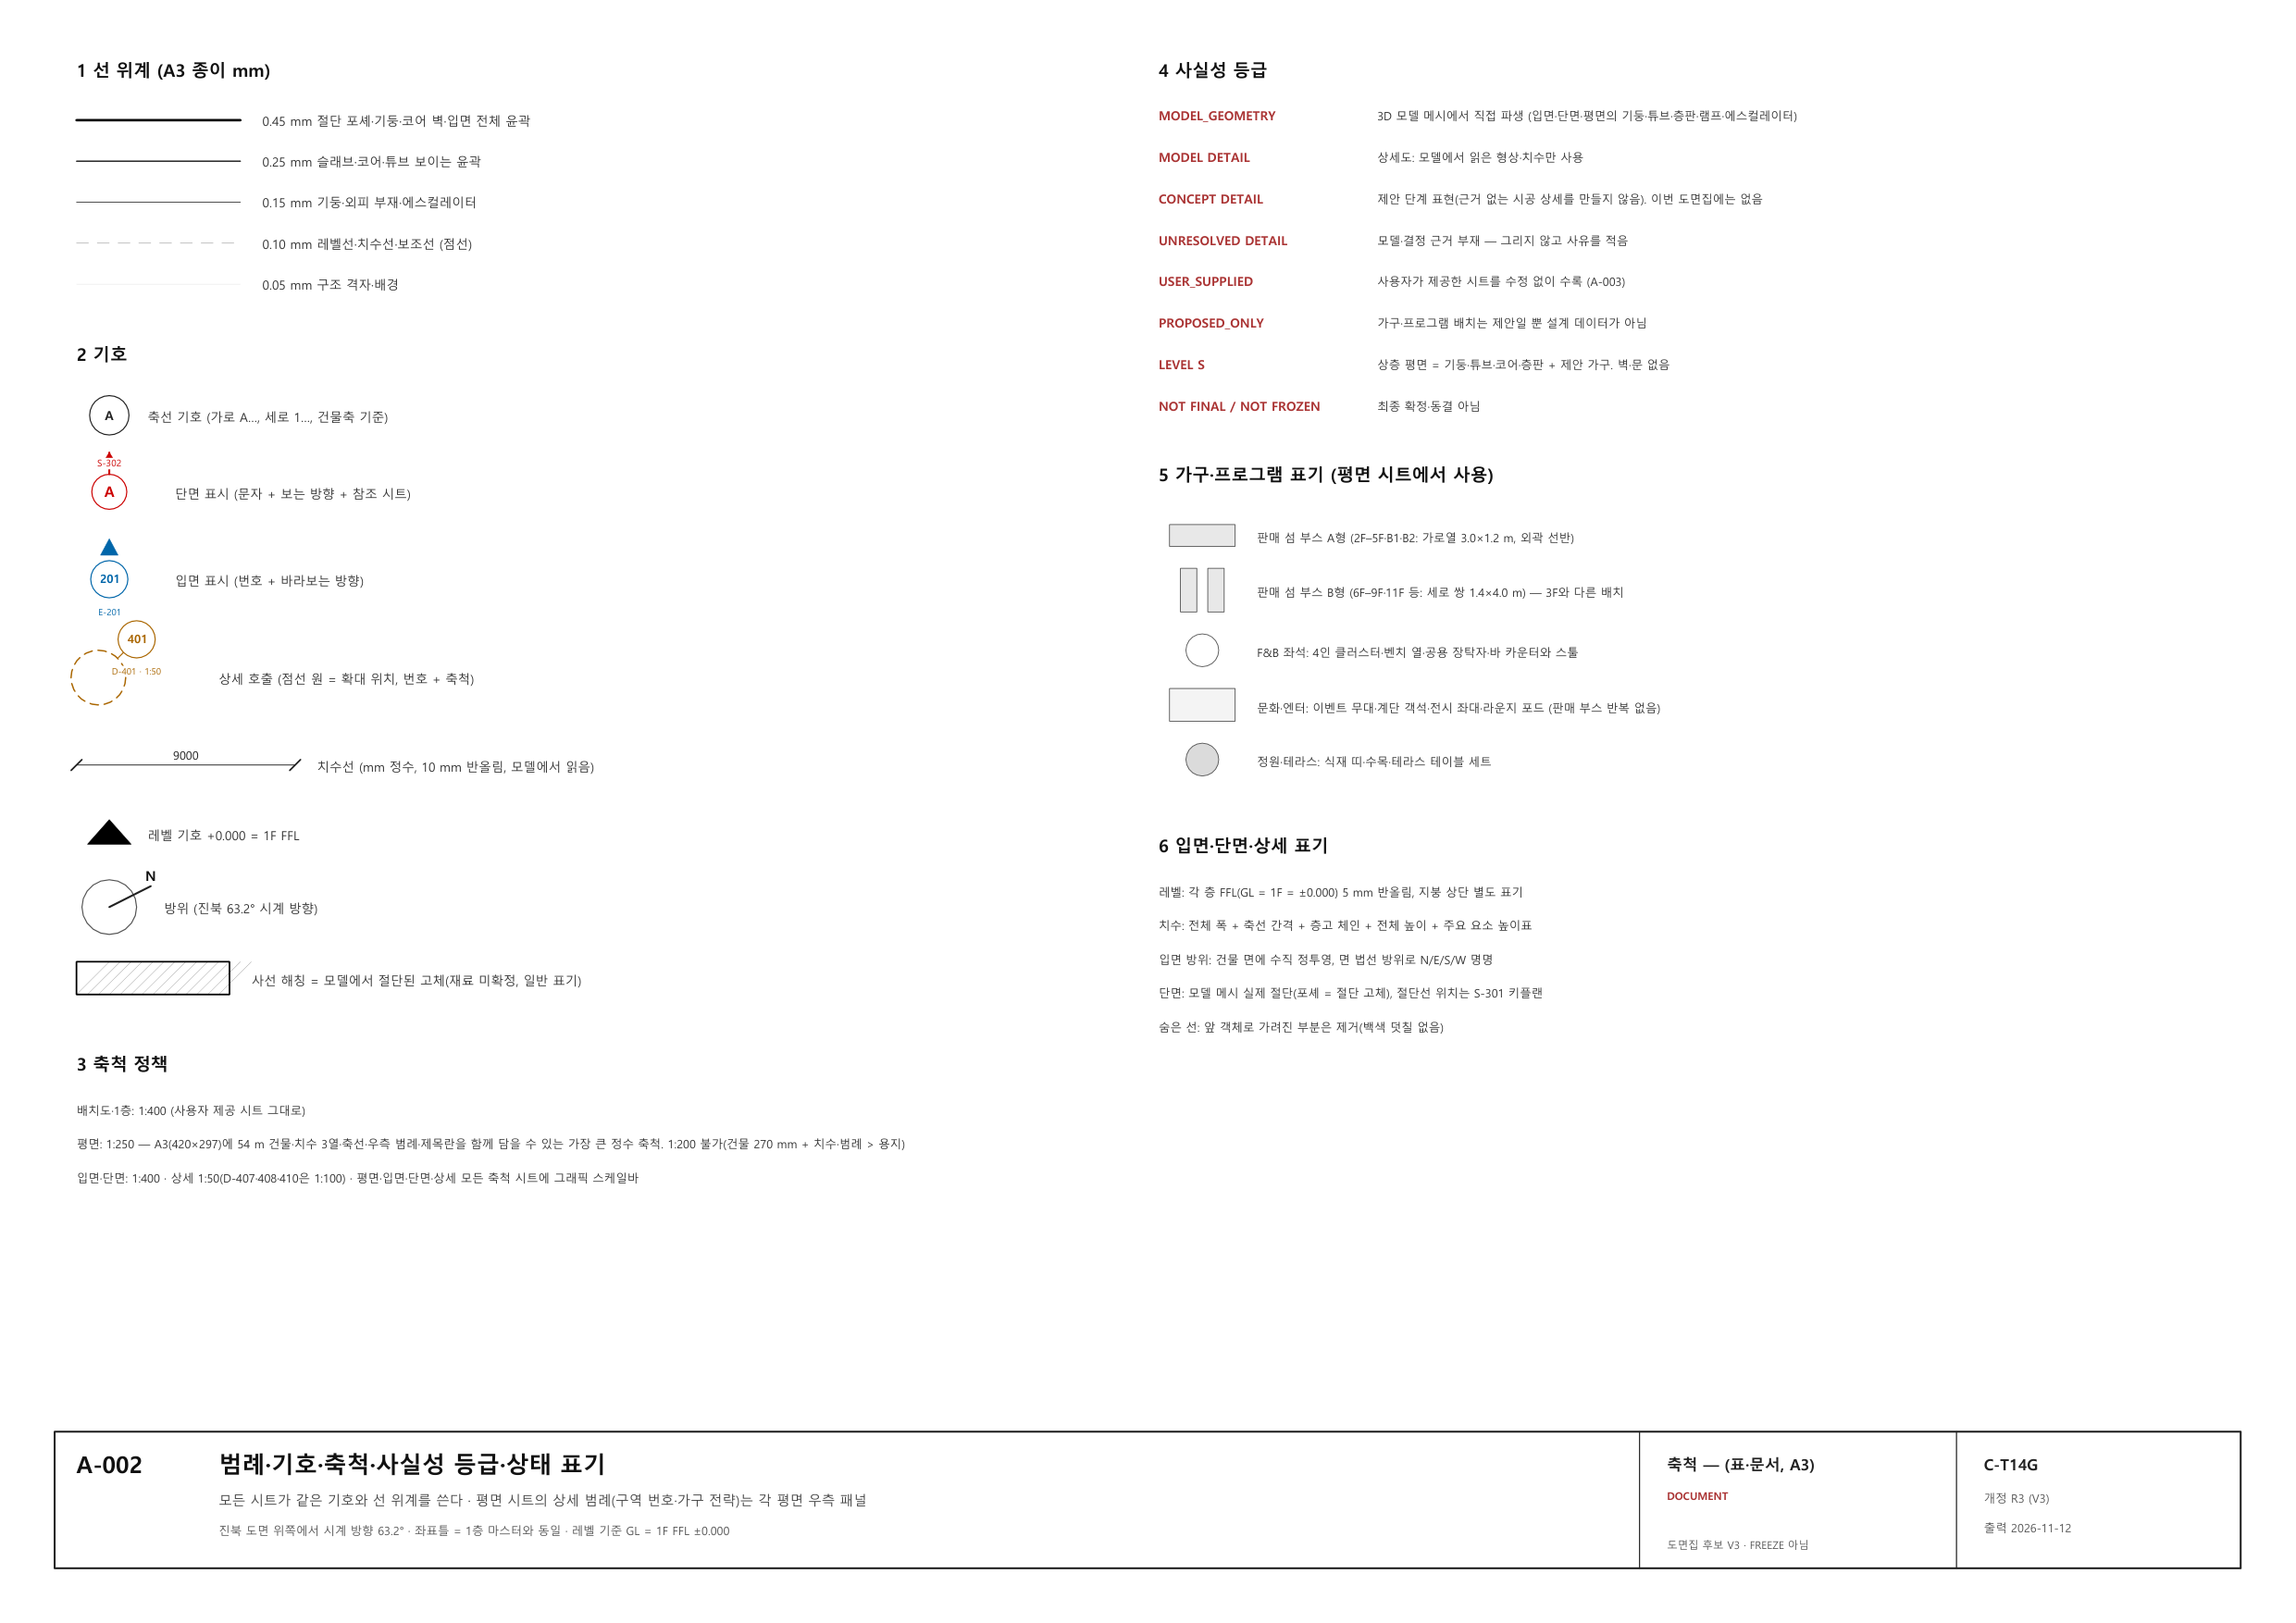 1 선 위계 (A3 종이 mm)
0.45 mm 절단 포셰·기둥·코어 벽·입면 전체 윤곽
0.25 mm 슬래브·코어·튜브 보이는 윤곽
0.15 mm 기둥·외피 부재·에스컬레이터
0.10 mm 레벨선·치수선·보조선 (점선)
0.05 mm 구조 격자·배경
2 기호
A
축선 기호 (가로 A…, 세로 1…, 건물축 기준)
S-302
A
단면 표시 (문자 + 보는 방향 + 참조 시트)
201
입면 표시 (번호 + 바라보는 방향)
E-201
401
D-401 · 1:50
상세 호출 (점선 원 = 확대 위치, 번호 + 축척)
9000
치수선 (mm 정수, 10 mm 반올림, 모델에서 읽음)
레벨 기호 +0.000 = 1F FFL
N
방위 (진북 63.2° 시계 방향)
사선 해칭 = 모델에서 절단된 고체(재료 미확정, 일반 표기)
3 축척 정책
배치도·1층: 1:400 (사용자 제공 시트 그대로)
평면: 1:250 — A3(420×297)에 54 m 건물·치수 3열·축선·우측 범례·제목란을 함께 담을 수 있는 가장 큰 정수 축척. 1:200 불가(건물 270 mm + 치수·범례 > 용지)
입면·단면: 1:400 · 상세 1:50(D-407·408·410은 1:100) · 평면·입면·단면·상세 모든 축척 시트에 그래픽 스케일바
4 사실성 등급
MODEL_GEOMETRY 3D 모델 메시에서 직접 파생 (입면·단면·평면의 기둥·튜브·층판·램프·에스컬레이터)
MODEL DETAIL 상세도: 모델에서 읽은 형상·치수만 사용
CONCEPT DETAIL 제안 단계 표현(근거 없는 시공 상세를 만들지 않음). 이번 도면집에는 없음
UNRESOLVED DETAIL 모델·결정 근거 부재 — 그리지 않고 사유를 적음
USER_SUPPLIED 사용자가 제공한 시트를 수정 없이 수록 (A-003)
PROPOSED_ONLY 가구·프로그램 배치는 제안일 뿐 설계 데이터가 아님
LEVEL S 상층 평면 = 기둥·튜브·코어·층판 + 제안 가구. 벽·문 없음
NOT FINAL / NOT FROZEN 최종 확정·동결 아님
5 가구·프로그램 표기 (평면 시트에서 사용)
판매 섬 부스 A형 (2F–5F·B1·B2: 가로열 3.0×1.2 m, 외곽 선반)
판매 섬 부스 B형 (6F–9F·11F 등: 세로 쌍 1.4×4.0 m) — 3F와 다른 배치
F&B 좌석: 4인 클러스터·벤치 열·공용 장탁자·바 카운터와 스툴
문화·엔터: 이벤트 무대·계단 객석·전시 좌대·라운지 포드 (판매 부스 반복 없음)
정원·테라스: 식재 띠·수목·테라스 테이블 세트
6 입면·단면·상세 표기
레벨: 각 층 FFL(GL = 1F = ±0.000) 5 mm 반올림, 지붕 상단 별도 표기
치수: 전체 폭 + 축선 간격 + 층고 체인 + 전체 높이 + 주요 요소 높이표
입면 방위: 건물 면에 수직 정투영, 면 법선 방위로 N/E/S/W 명명
단면: 모델 메시 실제 절단(포셰 = 절단 고체), 절단선 위치는 S-301 키플랜
숨은 선: 앞 객체로 가려진 부분은 제거(백색 덧칠 없음)
A-002
범례·기호·축척·사실성 등급·상태 표기
모든 시트가 같은 기호와 선 위계를 쓴다 · 평면 시트의 상세 범례(구역 번호·가구 전략)는 각 평면 우측 패널
진북 도면 위쪽에서 시계 방향 63.2° · 좌표틀 = 1층 마스터와 동일 · 레벨 기준 GL = 1F FFL ±0.000
축척 — (표·문서, A3)
DOCUMENT
도면집 후보 V3 · FREEZE 아님
C-T14G
개정 R3 (V3)
출력 2026-11-12